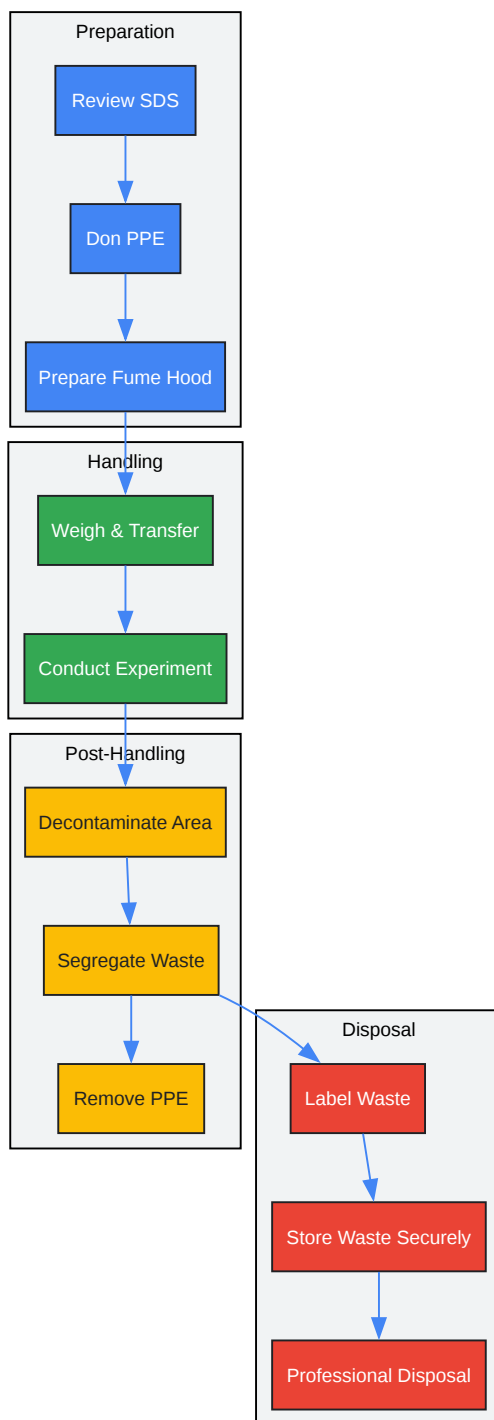 Preparation
Review SDS
Don PPE
Prepare Fume Hood
Handling
Weigh & Transfer
Conduct Experiment
Post-Handling
Decontaminate Area
Segregate Waste
Remove PPE
Disposal
Label Waste
Store Waste Securely
Professional Disposal